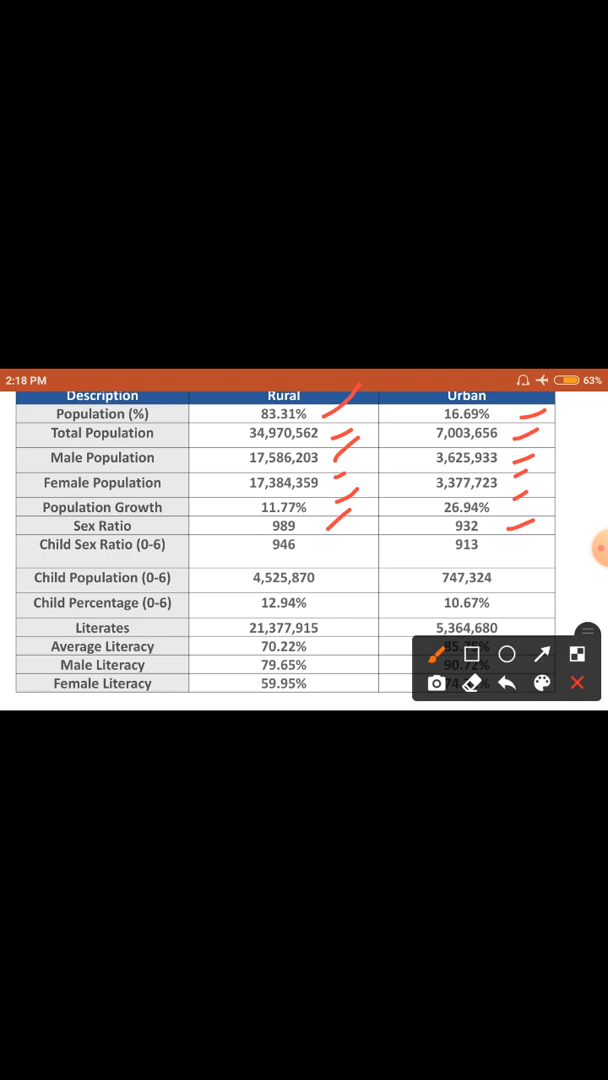 2:18 PM 63%
Description Rural Urban
Population (%) 83.31% 16.69%
Total Population 34,970,562 7,003,656
Male Population 17,586,203 3,625,933
Female Population 17,384,359 3,377,723
Population Growth 11.77% 26.94%
Sex Ratio 989 932
Child Sex Ratio (0-6) 946 913
Child Population (0-6) 4,525,870 747,324
Child Percentage (0-6) 12.94% 10.67%
Literates 21,377,915 5,364,680
Average Literacy 70.22%
Male Literacy 79.65% 90.72%
Female Literacy 59.95%